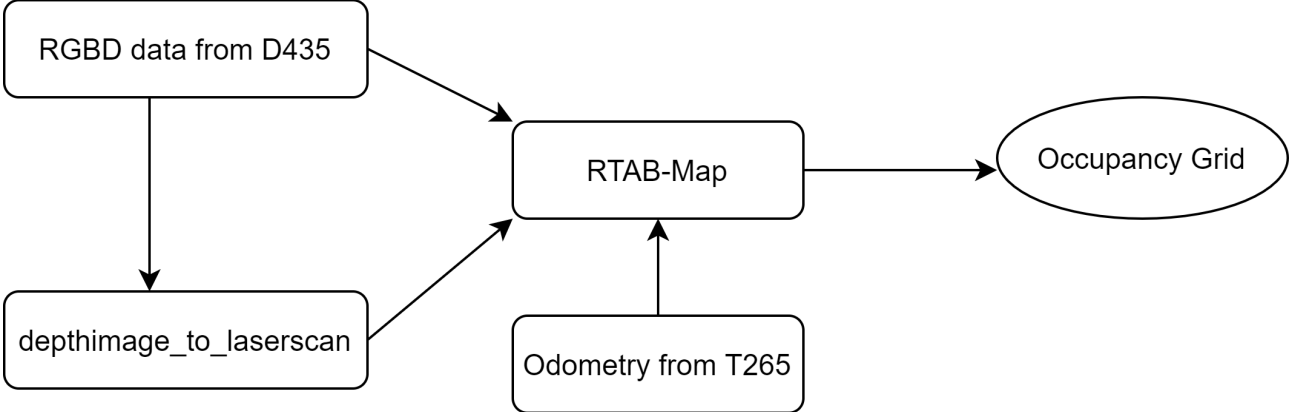 RGBD data from D435
RTAB-Map
Occupancy Grid
depthimage_to_laserscan
Odometry from T265